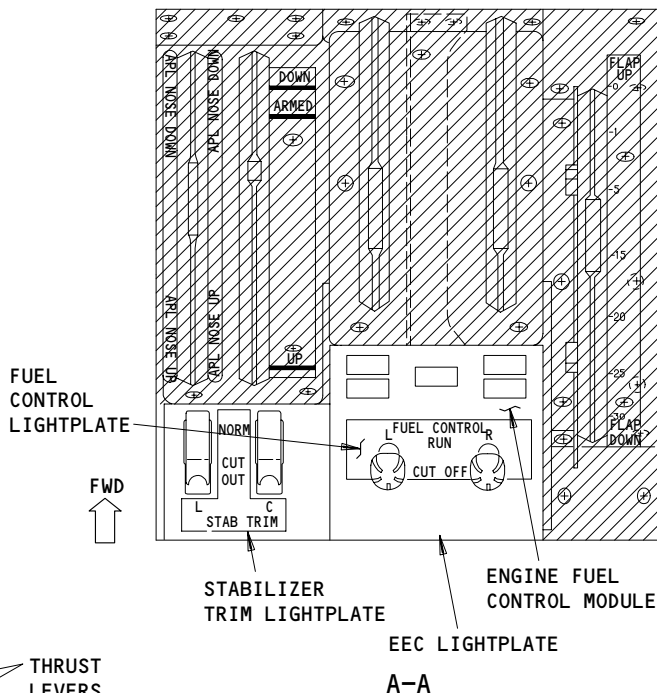 APL NOSE DOWN
APL NOSE DOWN
DOWN
ARMED
FLAP
UP
0
-1
-5
-15
-20
-25
-30
FLAP
DOWN
APL NOSE UP
APL NOSE UP
UP
FUEL
CONTROL
LIGHTPLATE
NORM
CUT
OUT
L C
STAB TRIM
FUEL CONTROL
L RUN R
CUT OFF
FWD
STABILIZER
TRIM LIGHTPLATE
ENGINE FUEL
CONTROL MODULE
EEC LIGHTPLATE
THRUST
LEVERS
A-A